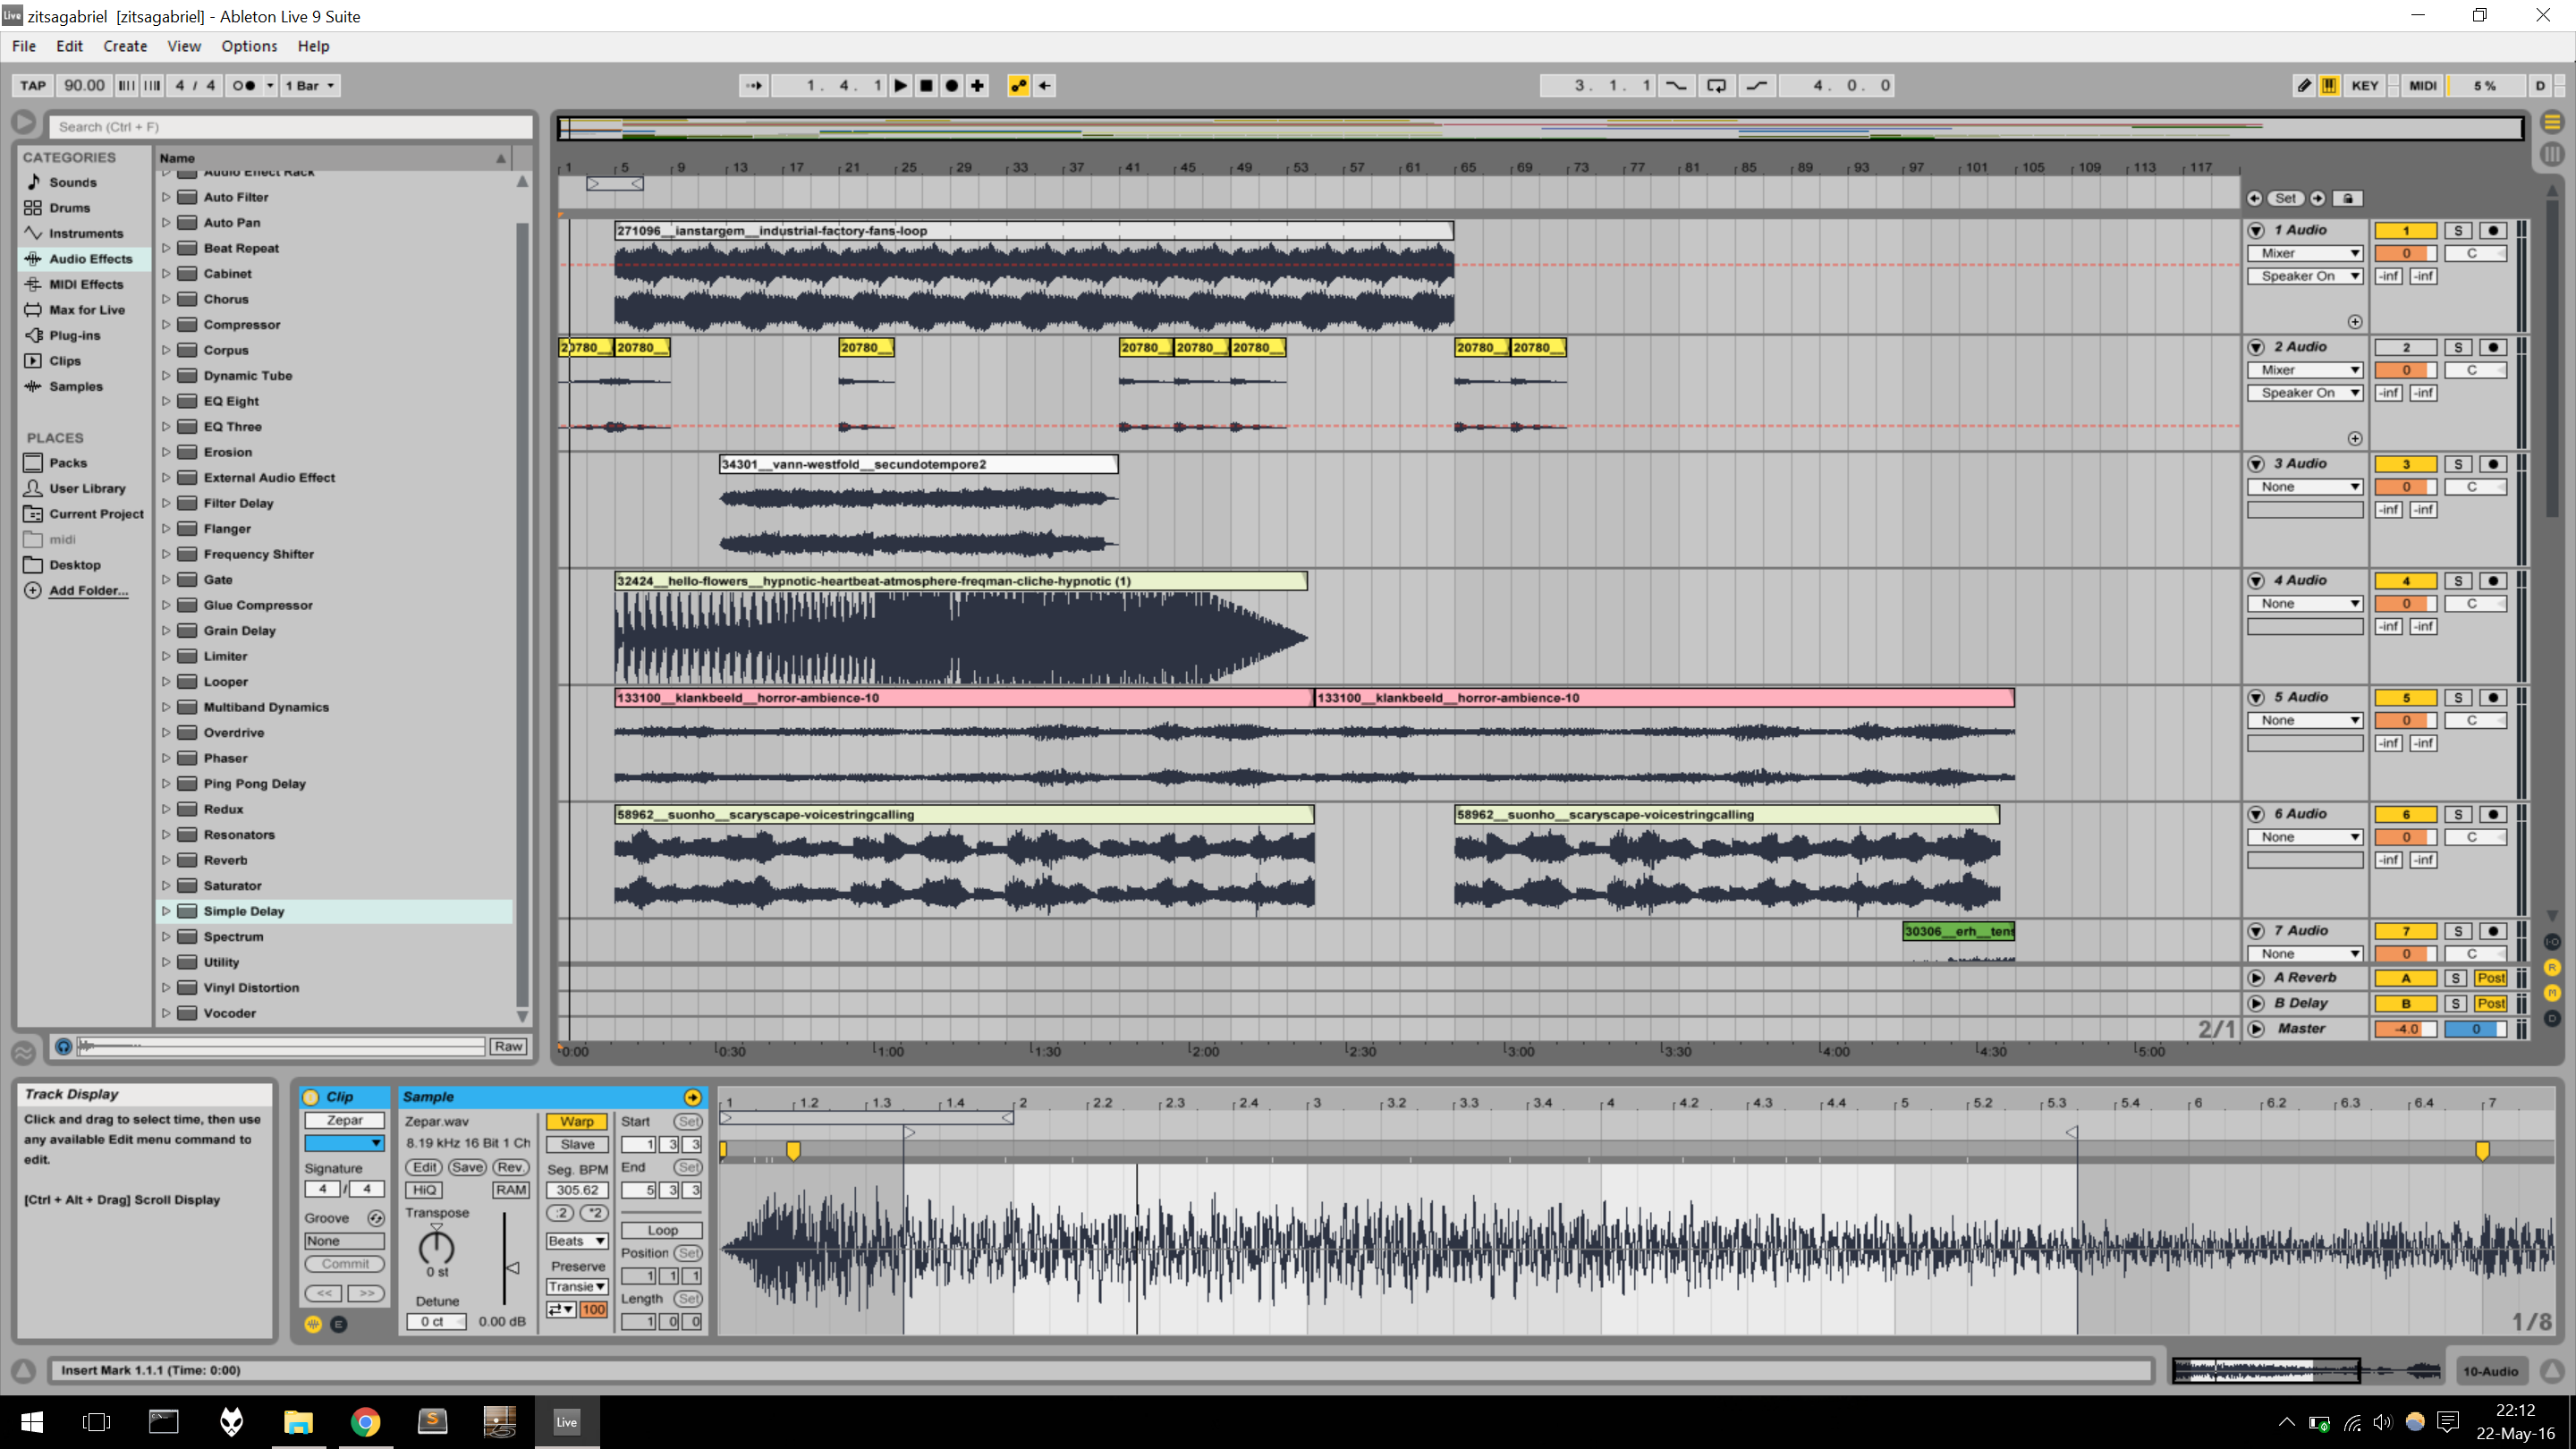 Live zitsagabriel [zitsagabriel] - Ableton Live 9 Suite
File Edit Create View Options Help
TAP 90.00 4 / 4 1 Bar 1. 4. 1 3. 1. 1 4. 0. 0 KEY MIDI 5 % D
Search (Ctrl + F)
CATEGORIES
Sounds
Drums
Instruments
Audio Effects
MIDI Effects
Max for Live
Plug-ins
Clips
Samples
PLACES
Packs
User Library
Current Project
midi
Desktop
Add Folder...
Name
Audio Effect Rack
Auto Filter
Auto Pan
Beat Repeat
Cabinet
Chorus
Compressor
Corpus
Dynamic Tube
EQ Eight
EQ Three
Erosion
External Audio Effect
Filter Delay
Flanger
Frequency Shifter
Gate
Glue Compressor
Grain Delay
Limiter
Looper
Multiband Dynamics
Overdrive
Phaser
Ping Pong Delay
Redux
Resonators
Reverb
Saturator
Simple Delay
Spectrum
Utility
Vinyl Distortion
Vocoder
Raw
1 5 9 13 17 21 25 29 33 37 41 45 49 53 57 61 65 69 73 77 81 85 89 93 97 101 105 109 113 117
Set
271096__ianstargem__industrial-factory-fans-loop
1 Audio 1 S
Mixer 0 C
Speaker On -inf -inf
20780__ 20780__ 20780__ 20780__ 20780__ 20780__ 20780__ 20780__
2 Audio 2 S
Mixer 0 C
Speaker On -inf -inf
34301__vann-westfold__secundotempore2
3 Audio 3 S
None 0 C
-inf -inf
32424__hello-flowers__hypnotic-heartbeat-atmosphere-freqman-cliche-hypnotic (1)
4 Audio 4 S
None 0 C
-inf -inf
133100__klankbeeld__horror-ambience-10 133100__klankbeeld__horror-ambience-10
5 Audio 5 S
None 0 C
-inf -inf
58962__suonho__scaryscape-voicestringcalling 58962__suonho__scaryscape-voicestringcalling
6 Audio 6 S
None 0 C
-inf -inf
30306__erh__tens
7 Audio 7 S
None 0 C
A Reverb A S Post
B Delay B S Post
2/1 Master -4.0 0
I-O
R
M
D
0:00 0:30 1:00 1:30 2:00 2:30 3:00 3:30 4:00 4:30 5:00
Track Display
Click and drag to select time, then use
any available Edit menu command to
edit.
[Ctrl + Alt + Drag] Scroll Display
Clip
Zepar
Signature
4 / 4
Groove
None
Commit
<< >>
E
Sample
Zepar.wav
8.19 kHz 16 Bit 1 Ch
Edit Save Rev.
HiQ RAM
Transpose
0 st
Detune
0 ct 0.00 dB
Warp
Slave
Seg. BPM
305.62
:2 *2
Beats
Preserve
Transie
100
Start Set
1 3 3
End Set
5 3 3
Loop
Position Set
1 1 1
Length Set
1 0 0
1 1.2 1.3 1.4 2 2.2 2.3 2.4 3 3.2 3.3 3.4 4 4.2 4.3 4.4 5 5.2 5.3 5.4 6 6.2 6.3 6.4 7
1/8
Insert Mark 1.1.1 (Time: 0:00)
10-Audio
Live
22:12
22-May-16